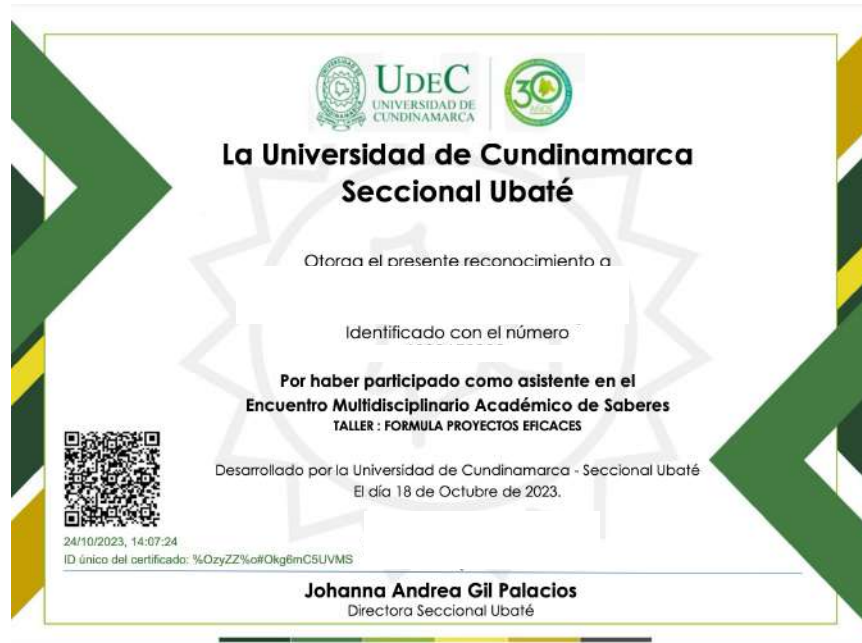 UDEC
UNIVERSIDAD DE
CUNDINAMARCA
30
AÑOS
La Universidad de Cundinamarca
Seccional Ubaté
Otorga el presente reconocimiento a
Identificado con el número
Por haber participado como asistente en el
Encuentro Multidisciplinario Académico de Saberes
TALLER : FORMULA PROYECTOS EFICACES
Desarrollado por la Universidad de Cundinamarca - Seccional Ubaté
El día 18 de Octubre de 2023.
24/10/2023, 14:07:24
ID único del certificado: %OzyZZ%o#Okg6mC5UVMS
Johanna Andrea Gil Palacios
Directora Seccional Ubaté